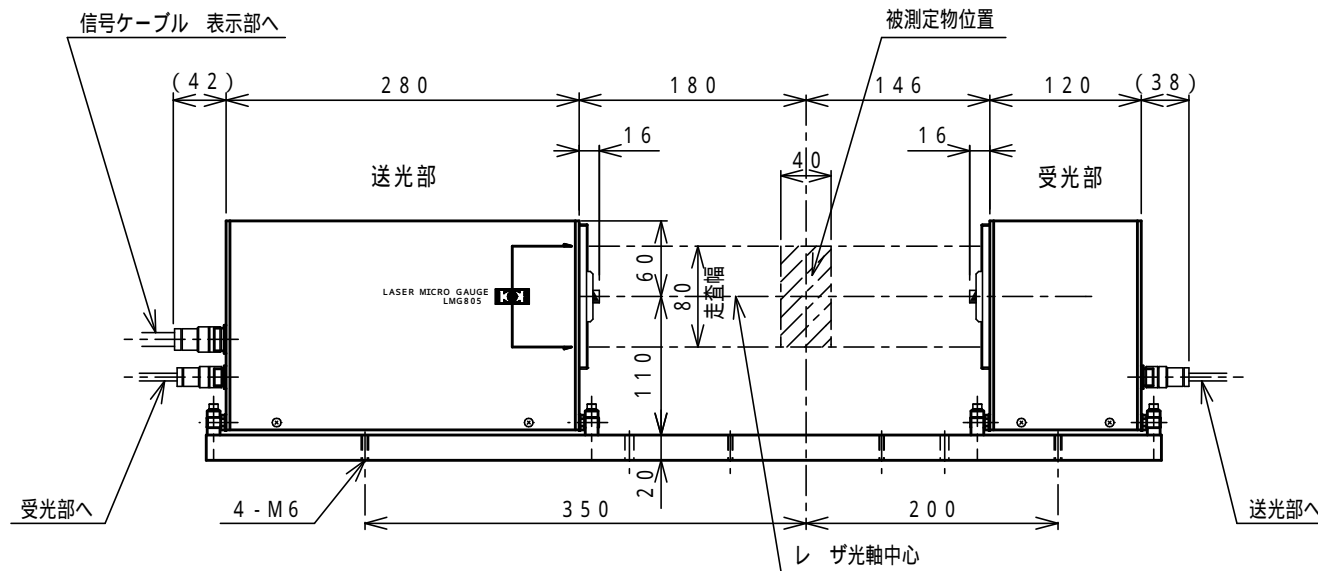 信号ケーブル 表示部へ
被測定物位置
(42)
280
180
146
120
(38)
16
16
40
送光部
受光部
60
80
走査幅
LASER MICRO GAUGE
LMG805
110
20
受光部へ
4-M6
350
200
送光部へ
レ ザ光軸中心